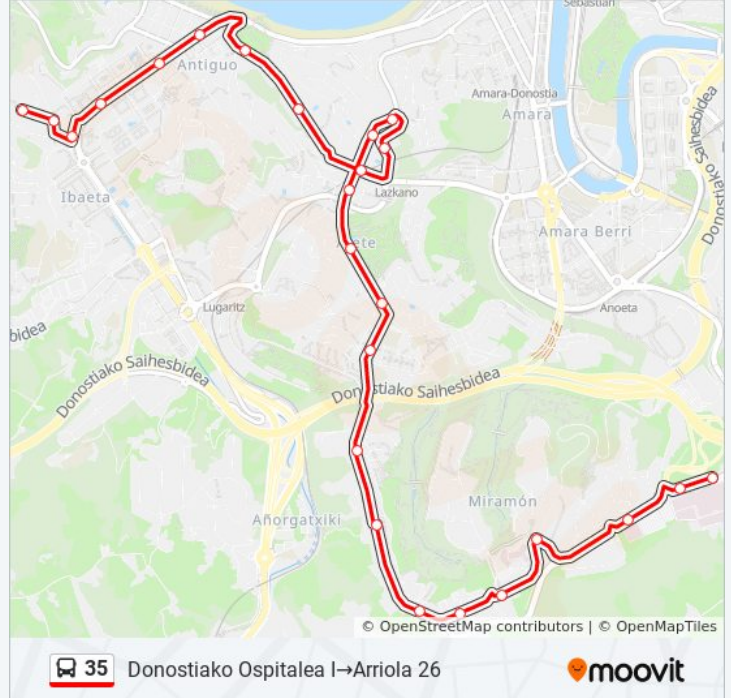 Sebastián
Antiguo
Amara-Donostia
Amara
Donostiako Saihesbidea
Ibaeta
Lazkano
Amara Berri
Lugaritz
Anoeta
bidea
Donostiako Saihesbidea
Donostiako Saihesbidea
Miramón
Añorgatxiki
© OpenStreetMap contributors | © OpenMapTiles
35 Donostiako Ospitalea I→Arriola 26
moovit